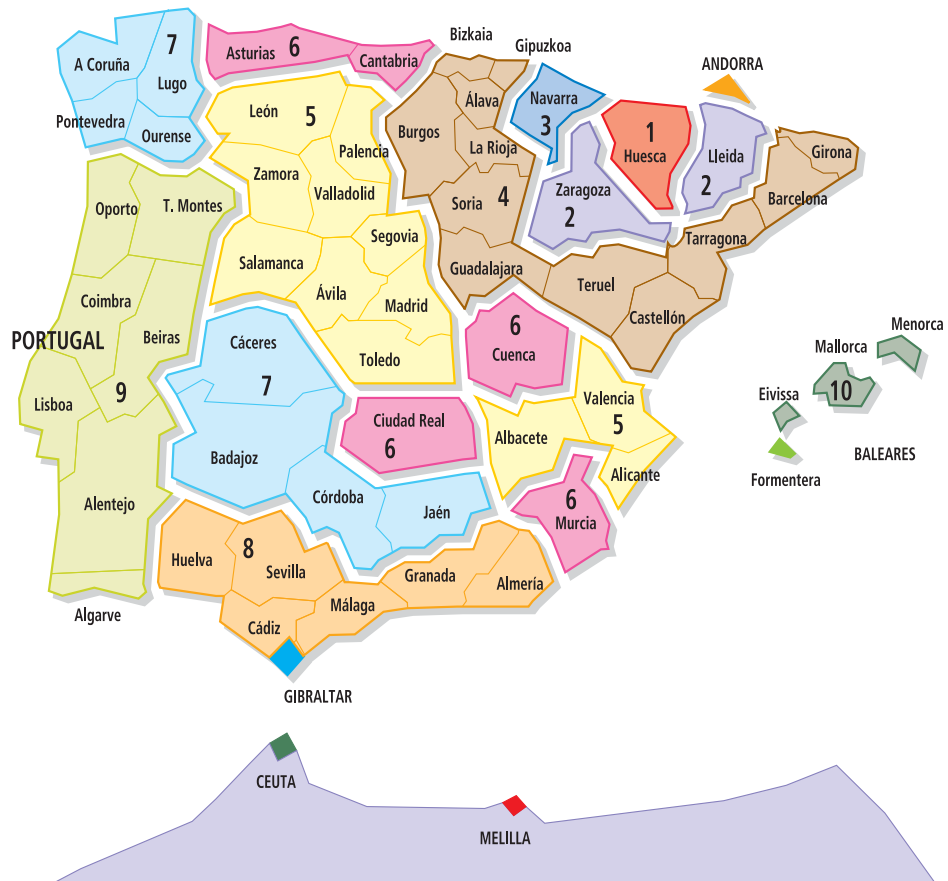 Bizkaia
Gipuzkoa
ANDORRA
7
A Coruña
Lugo
Pontevedra
Ourense
6
Asturias
Cantabria
León
5
Palencia
Zamora
Valladolid
Segovia
Salamanca
Ávila
Madrid
Toledo
Álava
Burgos
La Rioja
Soria
4
Guadalajara
Teruel
Castellón
Tarragona
Barcelona
Girona
Navarra
3
1
Huesca
Zaragoza
2
Lleida
2
Oporto
T. Montes
Coimbra
Beiras
PORTUGAL
Lisboa
9
Alentejo
Algarve
Cáceres
7
Badajoz
Córdoba
Jaén
6
Cuenca
Ciudad Real
6
Valencia
Albacete
5
Alicante
6
Murcia
Menorca
Mallorca
10
Eivissa
Formentera
BALEARES
Huelva
8
Sevilla
Cádiz
Málaga
Granada
Almería
GIBRALTAR
CEUTA
MELILLA